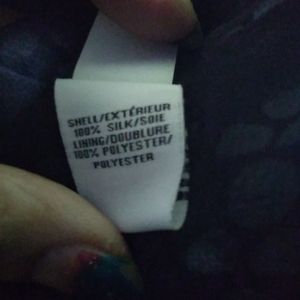 SHELL/EXTÉRIEUR
100% SILK/SOIE
LINING/DOUBLURE
100% POLYESTER/
POLYESTER